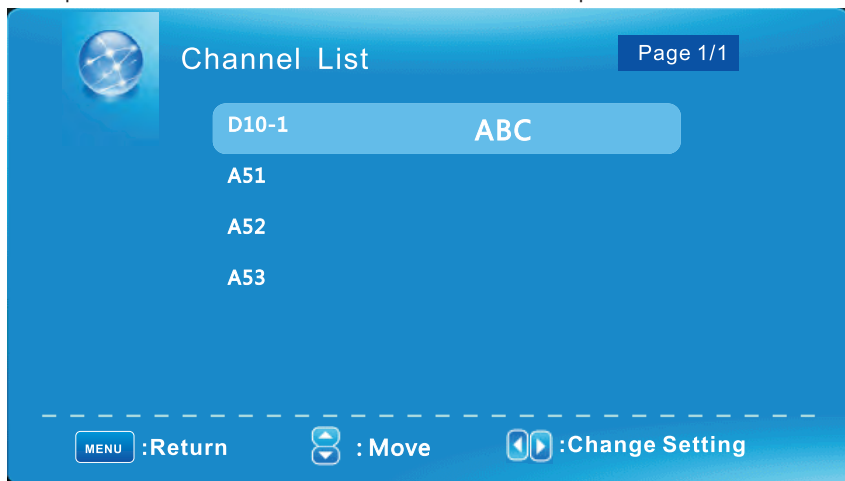 Channel List
Page 1/1
D10-1 ABC
A51
A52
A53
MENU :Return : Move :Change Setting